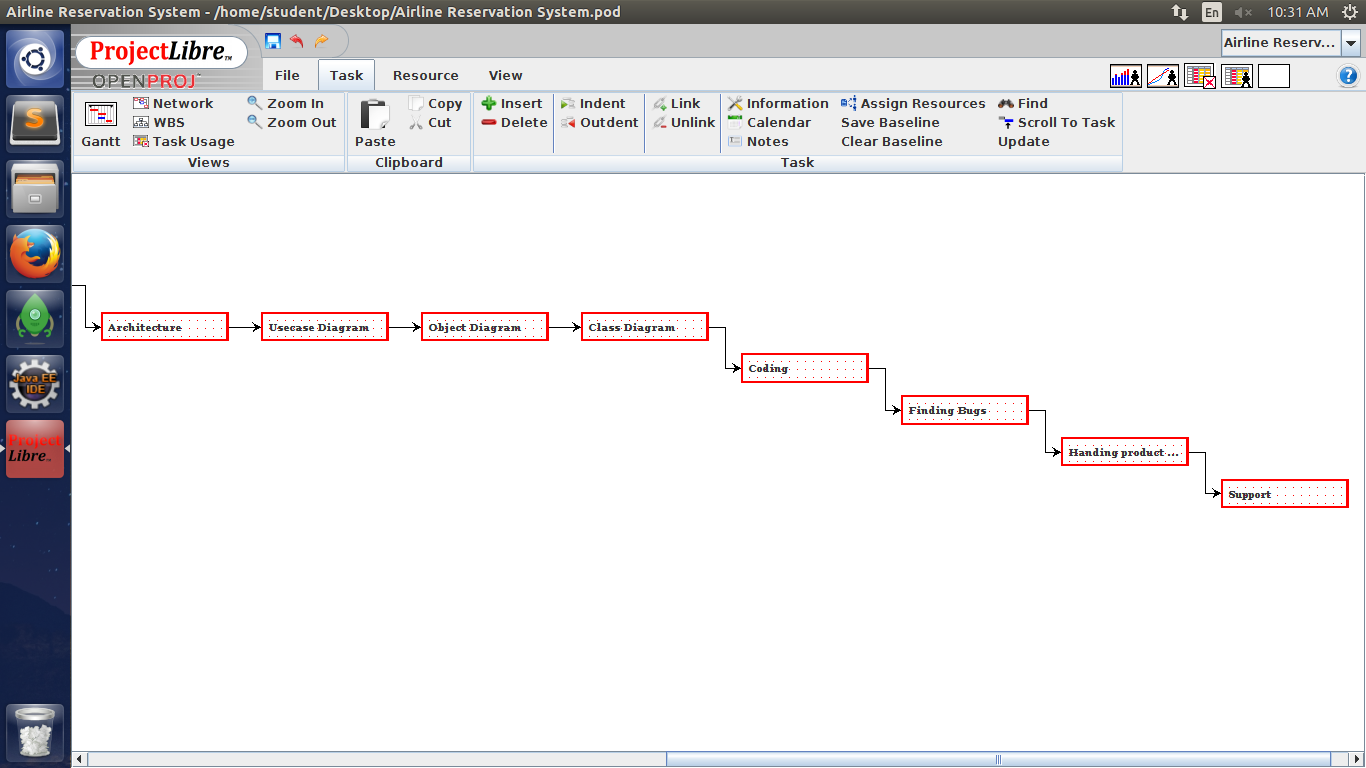 Airline Reservation System - /home/student/Desktop/Airline Reservation System.pod
En
10:31 AM
ProjectLibre™
OPENPROJ
Airline Reserv...
File Task Resource View
Gantt
Network
WBS
Task Usage
Zoom In
Zoom Out
Views
Paste
Copy
Cut
Clipboard
Insert
Delete
Indent
Outdent
Link
Unlink
Information
Calendar
Notes
Assign Resources
Save Baseline
Clear Baseline
Find
Scroll To Task
Update
Task
S
Java EE
IDE
Project
Libre™
Architecture
Usecase Diagram
Object Diagram
Class Diagram
Coding
Finding Bugs
Handing product ...
Support